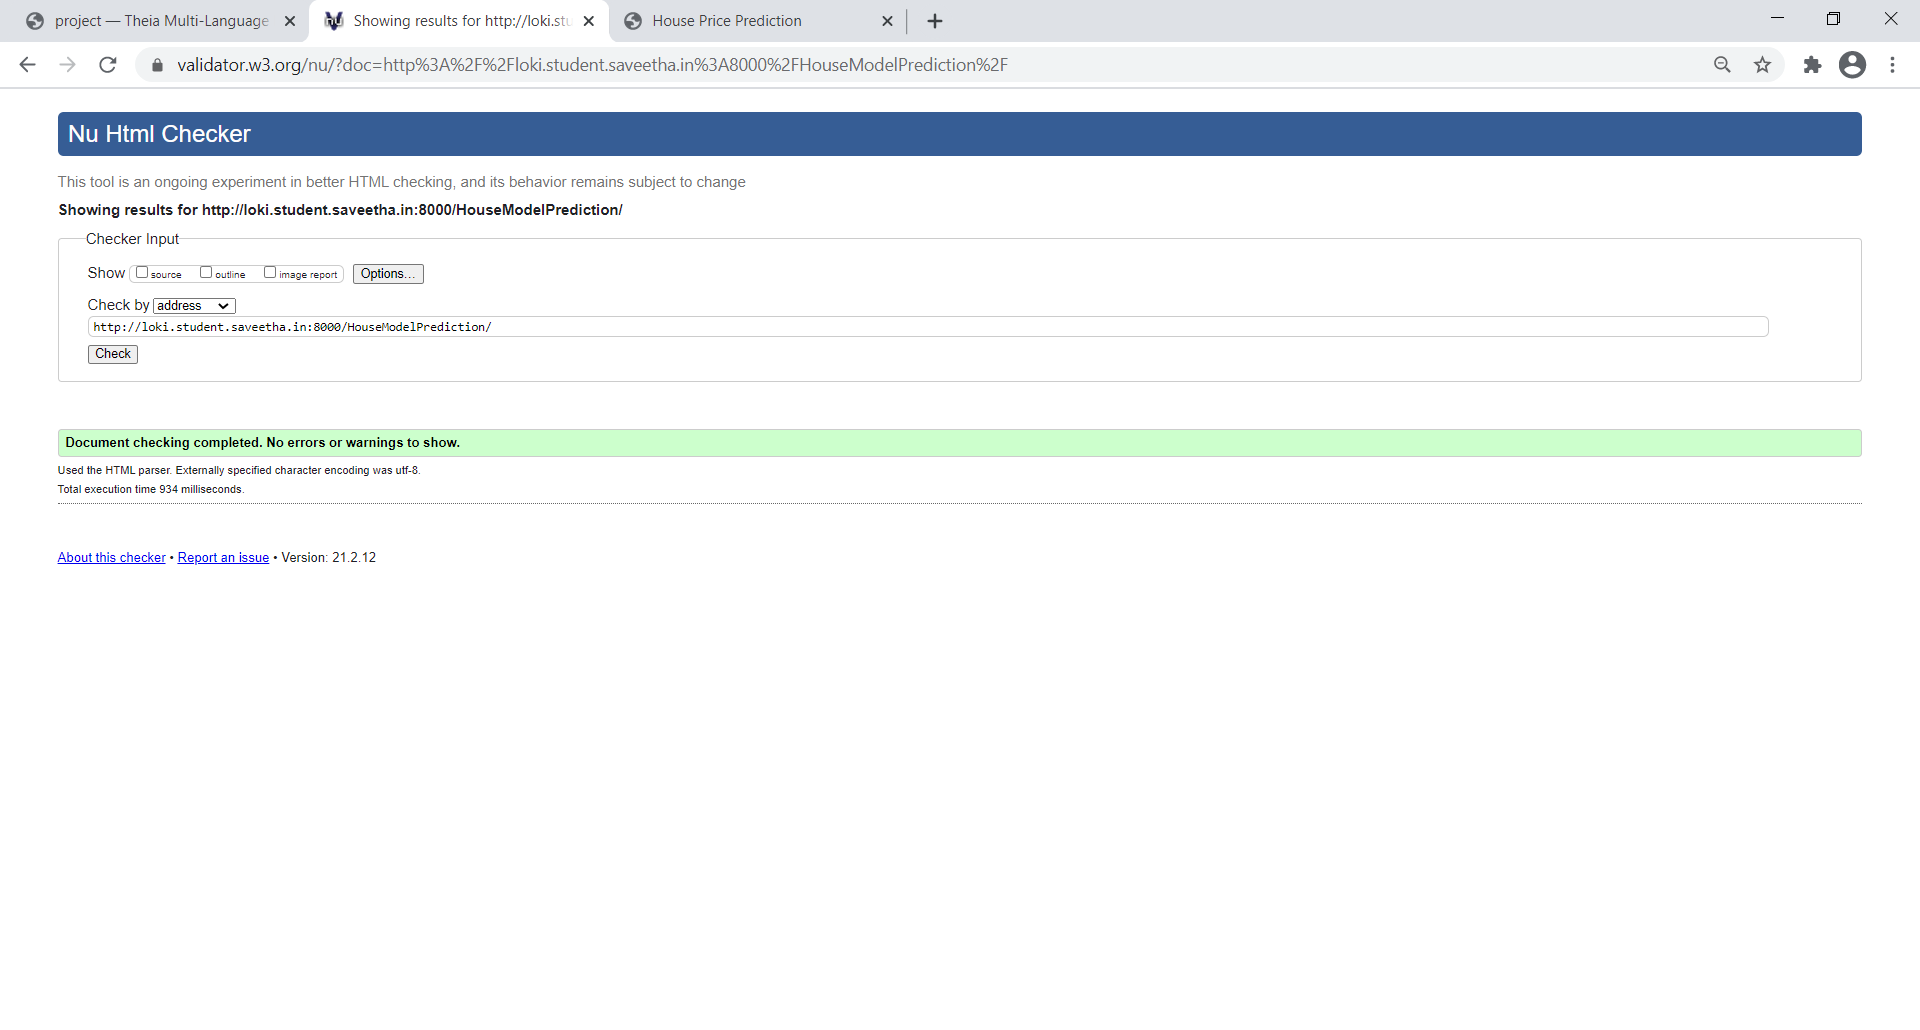 project — Theia Multi-Language
Showing results for http://loki.stu
House Price Prediction
validator.w3.org/nu/?doc=http%3A%2F%2Floki.student.saveetha.in%3A8000%2FHouseModelPrediction%2F
Nu Html Checker
This tool is an ongoing experiment in better HTML checking, and its behavior remains subject to change
Showing results for http://loki.student.saveetha.in:8000/HouseModelPrediction/
Checker Input
Show source outline image report Options...
Check by address
http://loki.student.saveetha.in:8000/HouseModelPrediction/
Check
Document checking completed. No errors or warnings to show.
Used the HTML parser. Externally specified character encoding was utf-8.
Total execution time 934 milliseconds.
About this checker • Report an issue • Version: 21.2.12